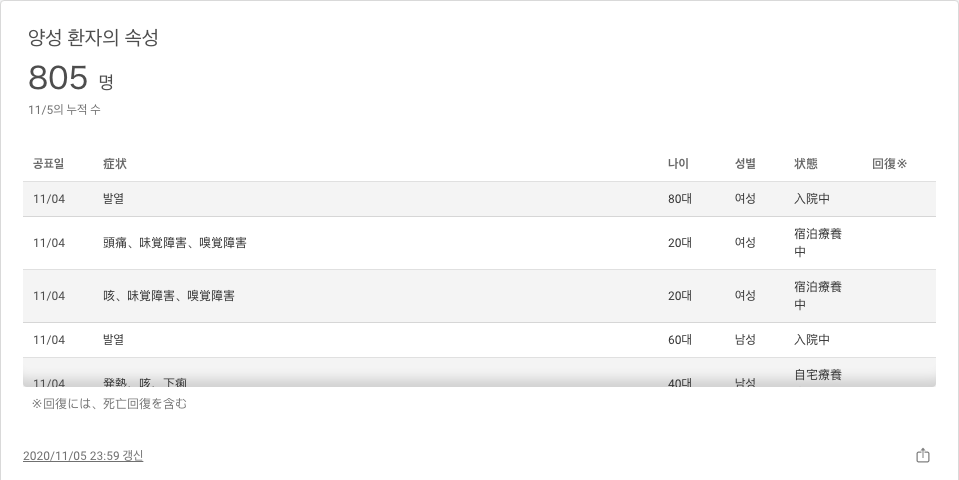 양성 환자의 속성
805 명
11/5의 누적 수
공표일 症状 나이 성별 状態 回復※
11/04 발열 80대 여성 入院中
11/04 頭痛、味覚障害、嗅覚障害 20대 여성 宿泊療養
中
11/04 咳、味覚障害、嗅覚障害 20대 여성 宿泊療養
中
11/04 발열 60대 남성 入院中
11/04 発熱、咳、下痢 40대 남성 自宅療養
※回復には、死亡回復を含む
2020/11/05 23:59 갱신